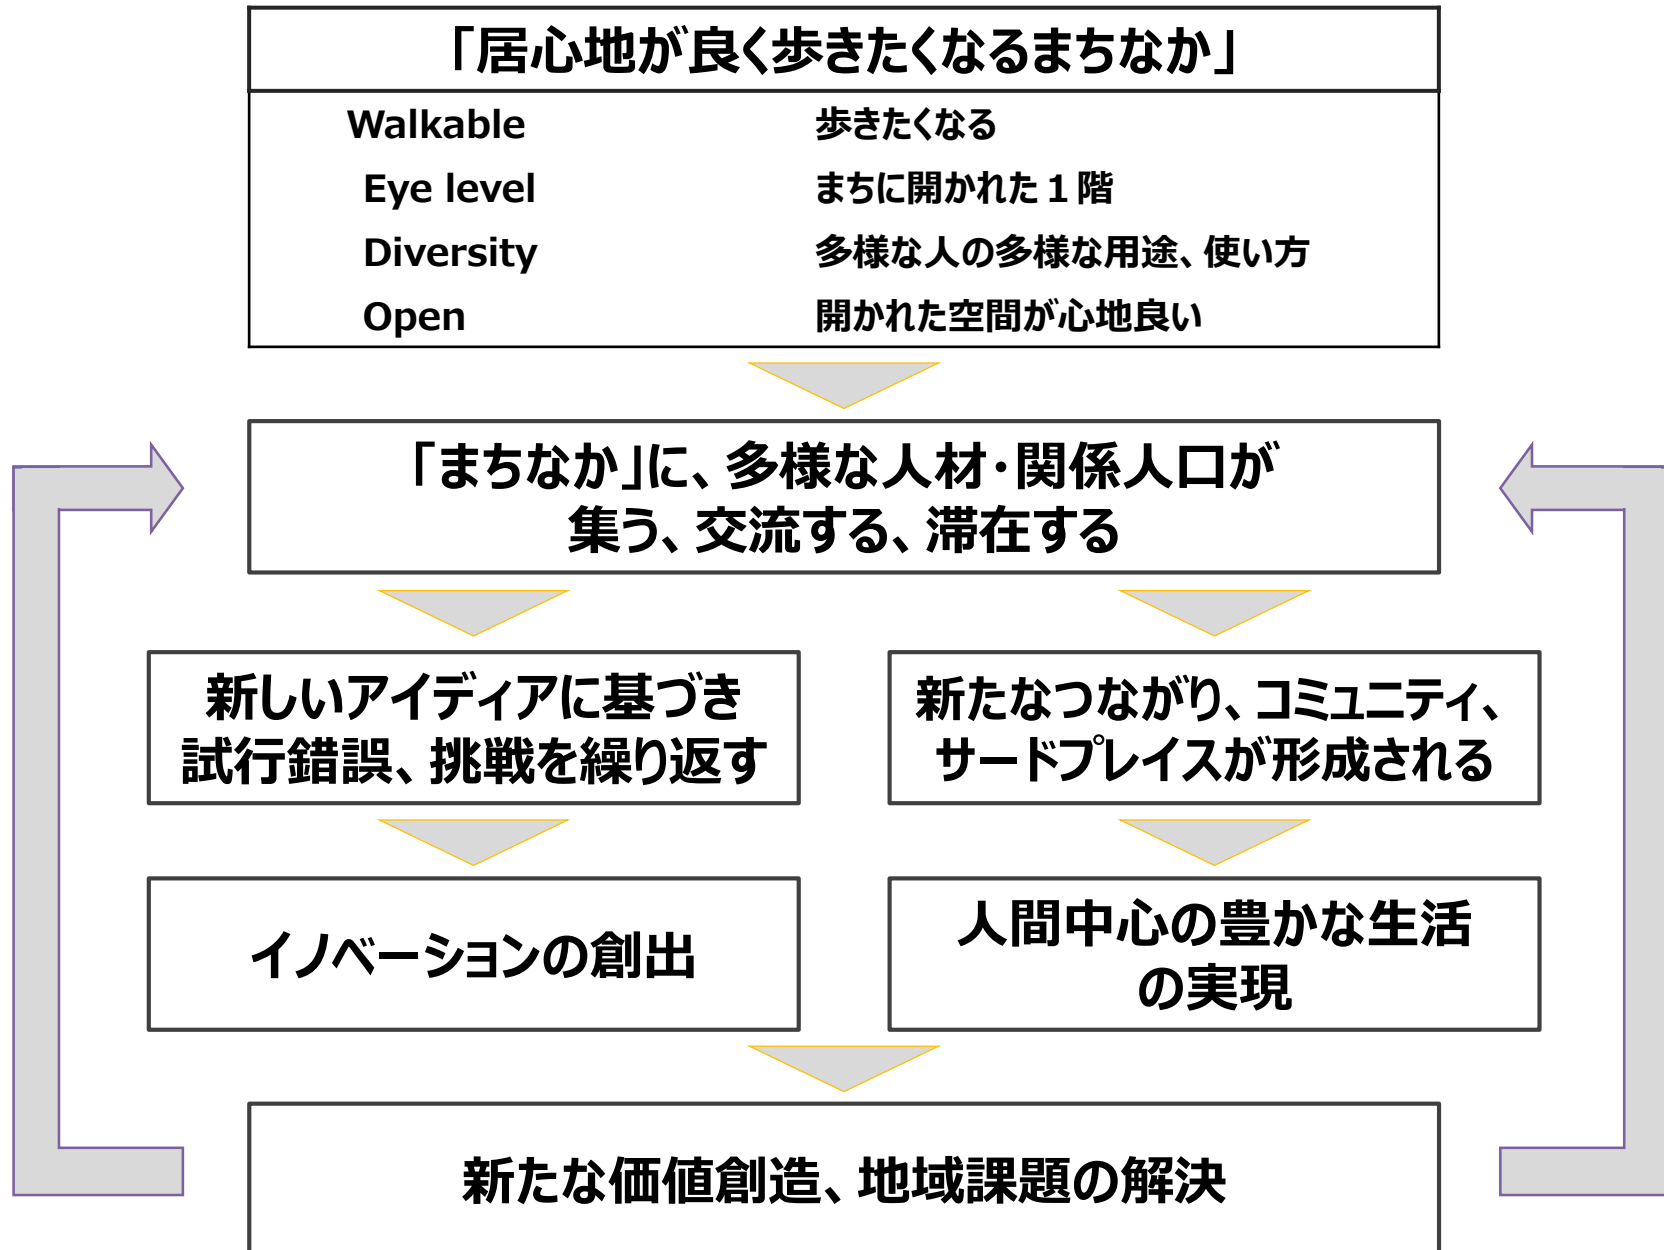 「居心地が良く歩きたくなるまちなか」
Walkable 歩きたくなる
Eye level まちに開かれた１階
Diversity 多様な人の多様な用途、使い方
Open 開かれた空間が心地良い
「まちなか」に、多様な人材・関係人口が
集う、交流する、滞在する
新しいアイディアに基づき
試行錯誤、挑戦を繰り返す
新たなつながり、コミュニティ、
サードプレイスが形成される
イノベーションの創出
人間中心の豊かな生活
の実現
新たな価値創造、地域課題の解決